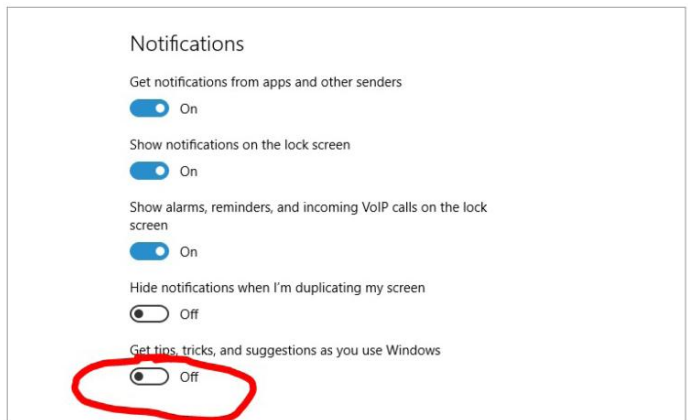 Notifications
Get notifications from apps and other senders
On
Show notifications on the lock screen
On
Show alarms, reminders, and incoming VoIP calls on the lock
screen
On
Hide notifications when I'm duplicating my screen
Off
Get tips, tricks, and suggestions as you use Windows
Off